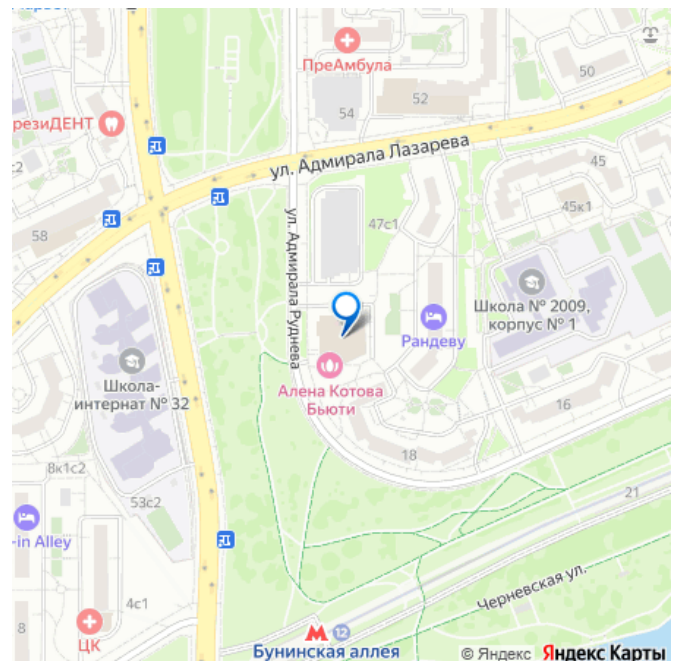 ПреАмбула
50
52
54
резиДЕНТ
ул. Адмирала Лазарева
45
45к1
47с1
58
ул. Адмирала Руднева
Школа № 2009,
корпус № 1
Рандеву
Школа-
интернат № 32
Алена Котова
Бьюти
16
18
8к1с2
53с2
21
-in Alley
Черневская ул.
4с1
8
ЦК
12
Бунинская аллея
© Яндекс Яндекс Карты